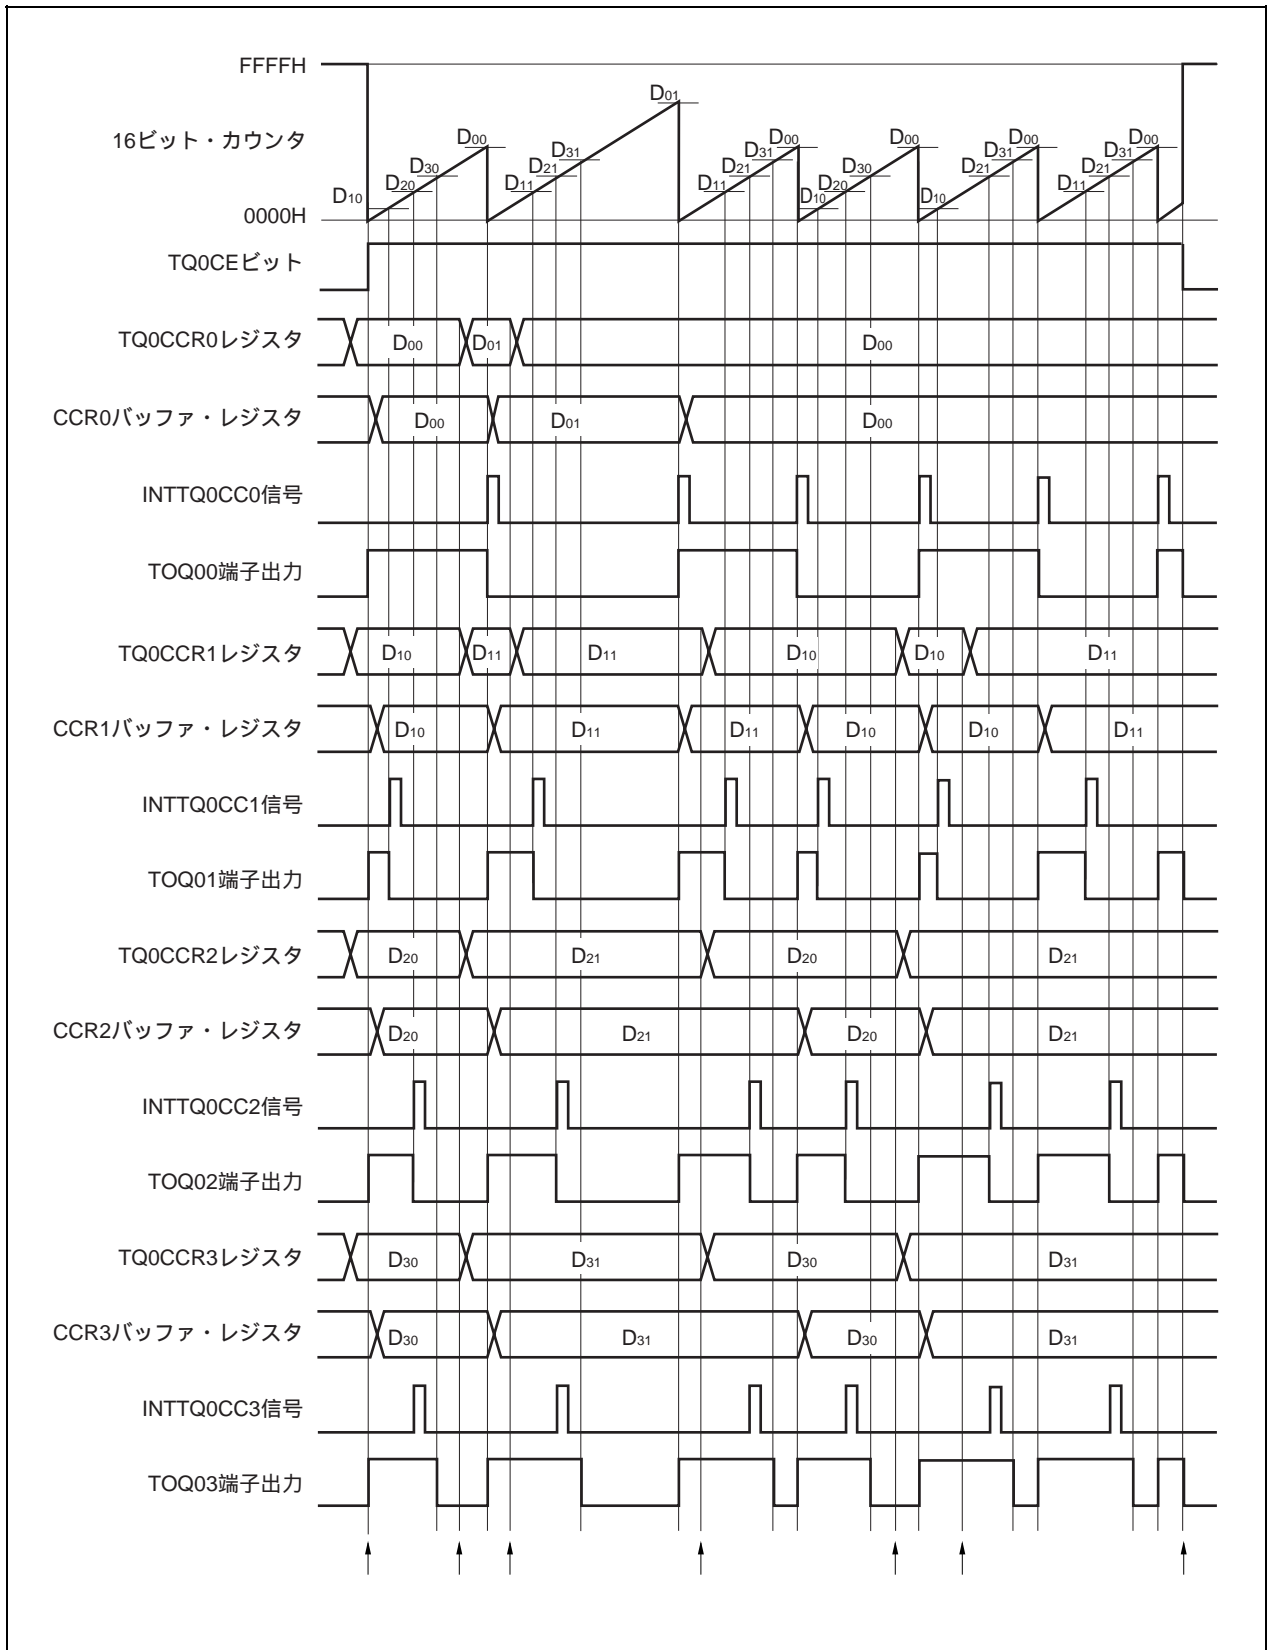 FFFFH
16ビット・カウンタ
0000H
D10 D20 D30 D00 D11 D21 D31 D01 D11 D21 D31 D00 D10 D20 D30 D00 D10 D21 D31 D00 D11 D21 D31 D00
TQ0CEビット
TQ0CCR0レジスタ D00 D01 D00
CCR0バッファ・レジスタ D00 D01 D00
INTTQ0CC0信号
TOQ00端子出力
TQ0CCR1レジスタ D10 D11 D11 D10 D10 D11
CCR1バッファ・レジスタ D10 D11 D11 D10 D10 D11
INTTQ0CC1信号
TOQ01端子出力
TQ0CCR2レジスタ D20 D21 D20 D21
CCR2バッファ・レジスタ D20 D21 D20 D21
INTTQ0CC2信号
TOQ02端子出力
TQ0CCR3レジスタ D30 D31 D30 D31
CCR3バッファ・レジスタ D30 D31 D30 D31
INTTQ0CC3信号
TOQ03端子出力